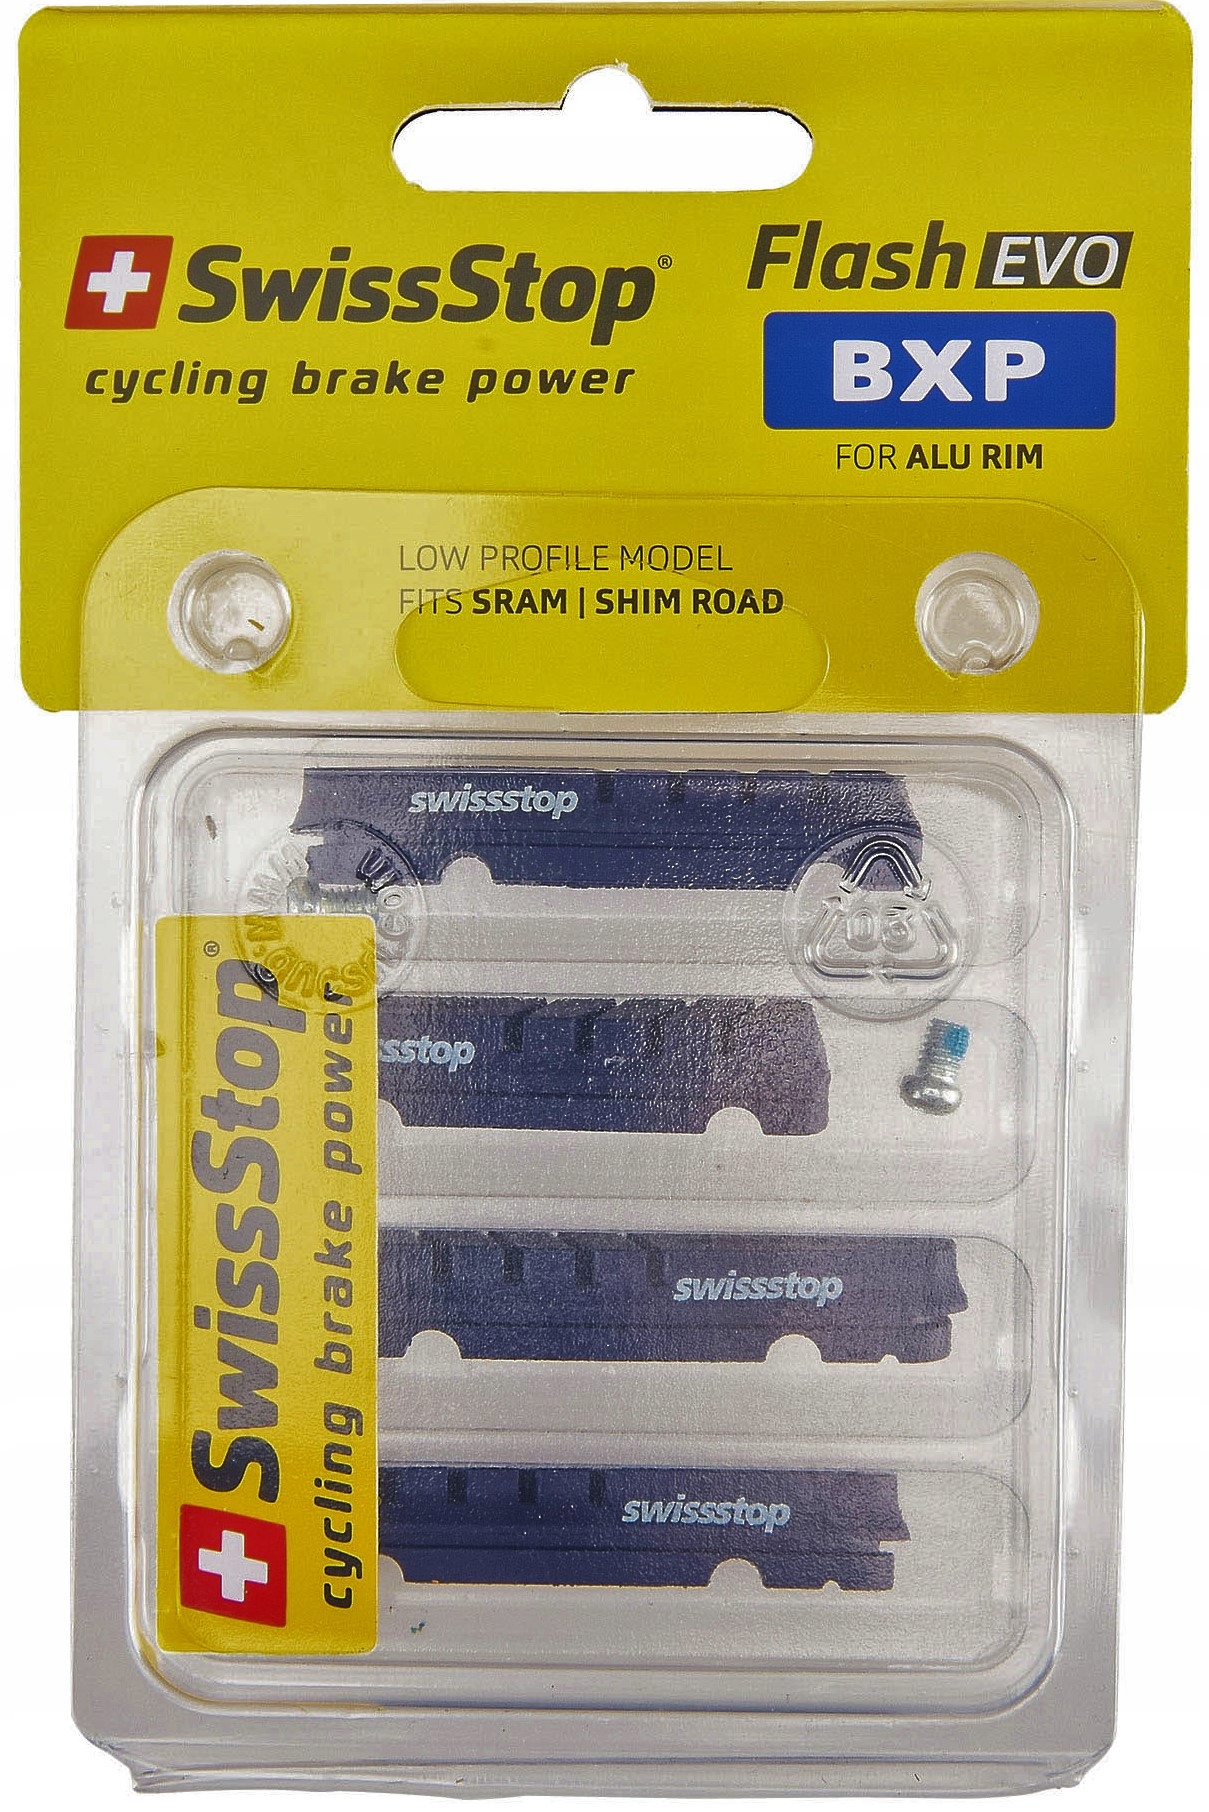 SwissStop®
cycling brake power
Flash EVO
BXP
FOR ALU RIM
LOW PROFILE MODEL
FITS SRAM | SHIM ROAD
swissstop
03
sstop
swissstop
swissstop
SwissStop®
cycling brake power